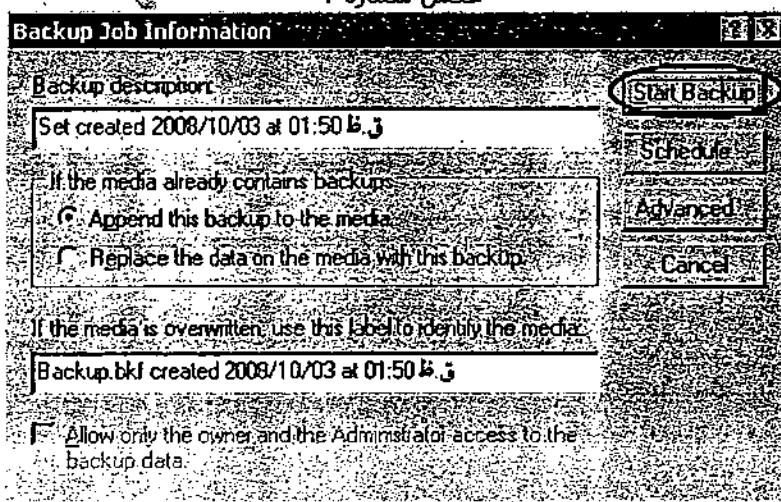 Backup Job Information
Backup description:
Set created 2008/10/03 at 01:50 ق.ظ
If the media already contains backups
Append this backup to the media.
Replace the data on the media with this backup.
If the media is overwritten, use this label to identify the media:
Backup.bkf created 2008/10/03 at 01:50 ق.ظ
Allow only the owner and the Administrator access to the
backup data.
Start Backup
Schedule
Advanced
Cancel